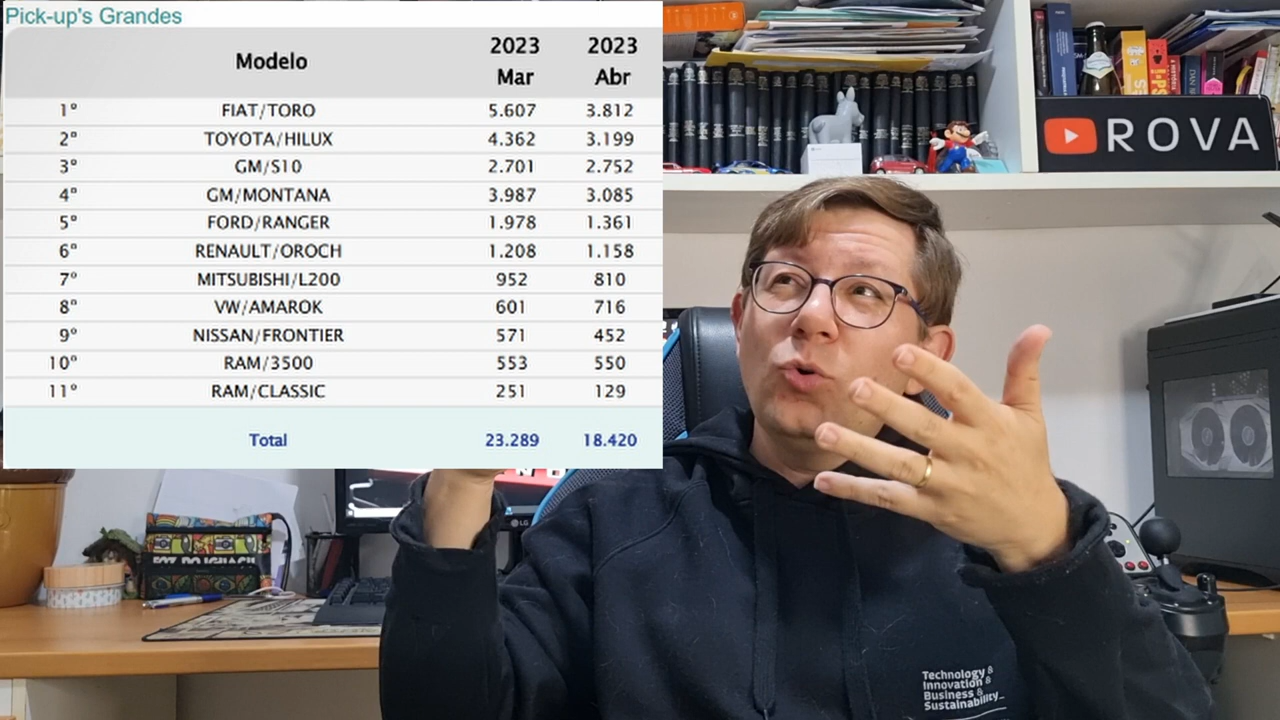 Pick-up's Grandes
Modelo 2023 Mar 2023 Abr
1º FIAT/TORO 5.607 3.812
2º TOYOTA/HILUX 4.362 3.199
3º GM/S10 2.701 2.752
4º GM/MONTANA 3.987 3.085
5º FORD/RANGER 1.978 1.361
6º RENAULT/OROCH 1.208 1.158
7º MITSUBISHI/L200 952 810
8º VW/AMAROK 601 716
9º NISSAN/FRONTIER 571 452
10º RAM/3500 553 550
11º RAM/CLASSIC 251 129
Total 23.289 18.420
ROVA
LG
Technology &
Innovation &
Business &
Sustainability_